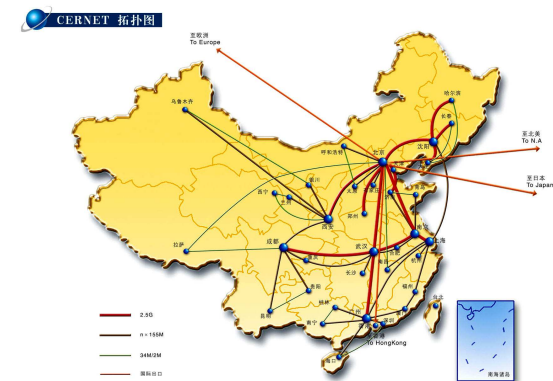 CERNET 拓扑图
至欧洲
To Europe
乌鲁木齐
哈尔滨
长春
沈阳
至北美
To N.A
呼和浩特
北京
至日本
To Japan
银川
西宁
兰州
郑州
西安
南京
上海
成都
武汉
合肥
拉萨
重庆
南昌
杭州
长沙
贵阳
福州
桂林
台北
昆明
南宁
广州
深圳
To HongKong
海口
南海诸岛
2.5G
n×155M
34M/2M
国际出口